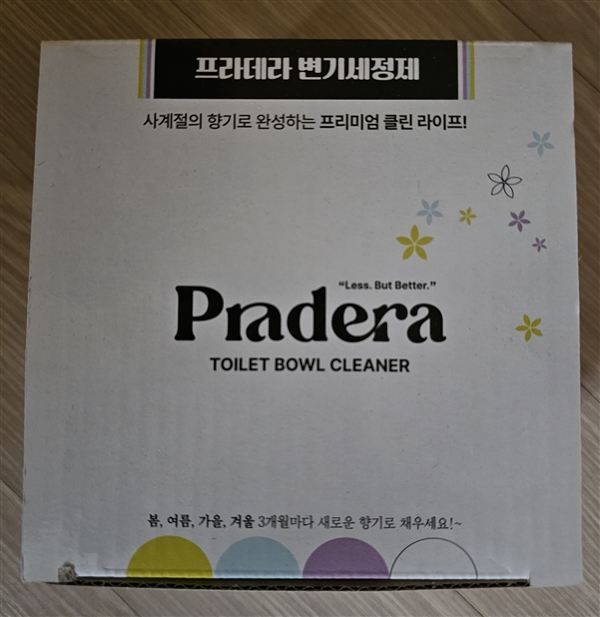 프라데라 변기세정제
사계절의 향기로 완성하는 프리미엄 클린 라이프!
“Less. But Better.”
Pradera
TOILET BOWL CLEANER
봄, 여름, 가을, 겨울 3개월마다 새로운 향기로 채우세요!~